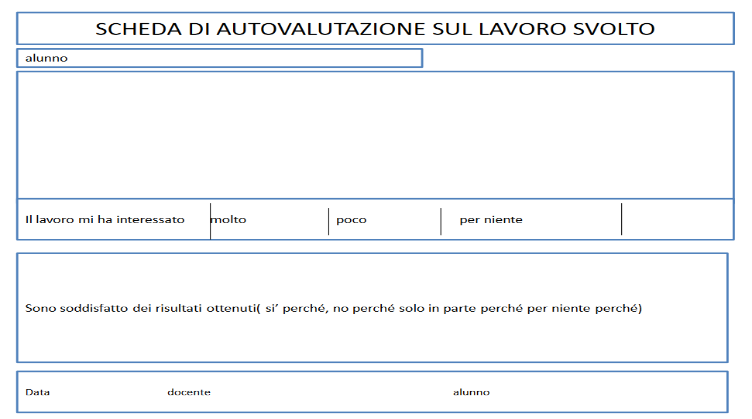 SCHEDA DI AUTOVALUTAZIONE SUL LAVORO SVOLTO
alunno
Il lavoro mi ha interessato molto poco per niente
Sono soddisfatto dei risultati ottenuti( si’ perché, no perché solo in parte perché per niente perché)
Data docente alunno